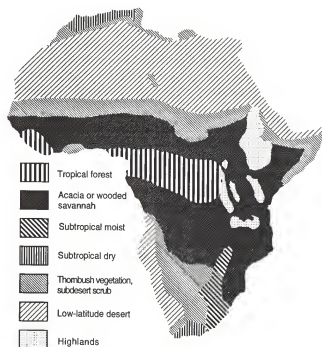 Tropical forest
Acacia or wooded
savannah
Subtropical moist
Subtropical dry
Thornbush vegetation,
subdesert scrub
Low-latitude desert
Highlands